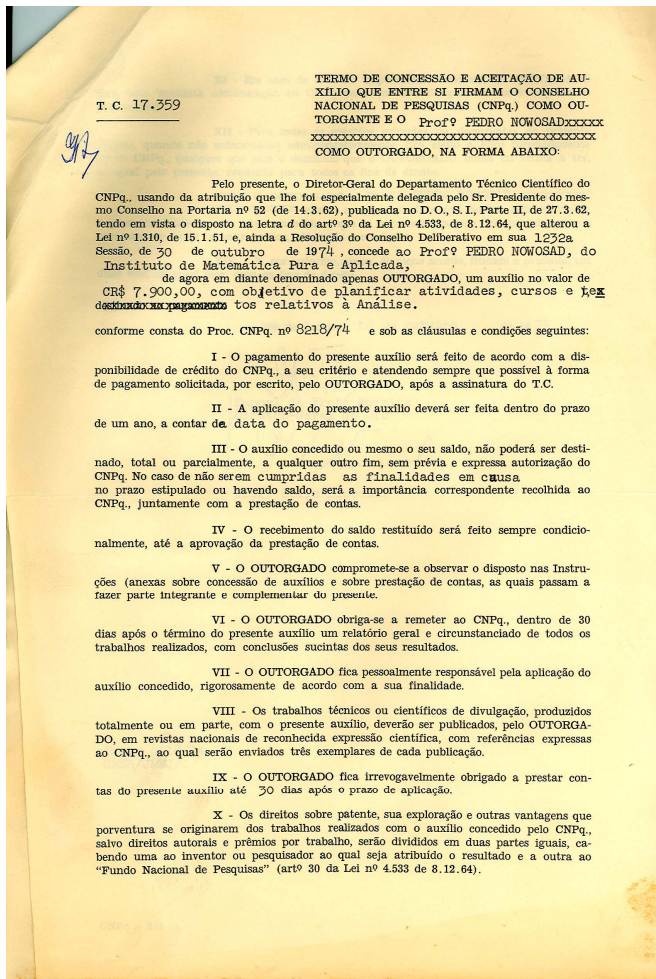 T. C. 17.359
TERMO DE CONCESSÃO E ACEITAÇÃO DE AU-
XÍLIO QUE ENTRE SI FIRMAM O CONSELHO
NACIONAL DE PESQUISAS (CNPq.) COMO OU-
TORGANTE E O Profº PEDRO NOWOSADxxxxx
xxxxxxxxxxxxxxxxxxxxxxxxxxxxxxxxxxxxxx
COMO OUTORGADO, NA FORMA ABAIXO:
Pelo presente, o Diretor-Geral do Departamento Técnico Científico do
CNPq., usando da atribuição que lhe foi especialmente delegada pelo Sr. Presidente do mes-
mo Conselho na Portaria nº 52 (de 14.3.62), publicada no D. O., S. I., Parte II, de 27.3.62,
tendo em vista o disposto na letra d do artº 3º da Lei nº 4.533, de 8.12.64, que alterou a
Lei nº 1.310, de 15.1.51, e, ainda a Resolução do Conselho Deliberativo em sua 1232a
Sessão, de 30 de outubro de 1974 , concede ao Profº PEDRO NOWOSAD, do
Instituto de Matemática Pura e Aplicada,
de agora em diante denominado apenas OUTORGADO, um auxílio no valor de
CR$ 7.900,00, com objetivo de planificar atividades, cursos e tex
tos relativos à Análise.
conforme consta do Proc. CNPq. nº 8218/74 e sob as cláusulas e condições seguintes:
I - O pagamento do presente auxílio será feito de acordo com a dis-
ponibilidade de crédito do CNPq., a seu critério e atendendo sempre que possível à forma
de pagamento solicitada, por escrito, pelo OUTORGADO, após a assinatura do T.C.
II - A aplicação do presente auxílio deverá ser feita dentro do prazo
de um ano, a contar da data do pagamento.
III - O auxílio concedido ou mesmo o seu saldo, não poderá ser desti-
nado, total ou parcialmente, a qualquer outro fim, sem prévia e expressa autorização do
CNPq. No caso de não serem cumpridas as finalidades em causa
no prazo estipulado ou havendo saldo, será a importância correspondente recolhida ao
CNPq., juntamente com a prestação de contas.
IV - O recebimento do saldo restituído será feito sempre condicio-
nalmente, até a aprovação da prestação de contas.
V - O OUTORGADO compromete-se a observar o disposto nas Instru-
ções (anexas sobre concessão de auxílios e sobre prestação de contas, as quais passam a
fazer parte integrante e complementar do presente.
VI - O OUTORGADO obriga-se a remeter ao CNPq., dentro de 30
dias após o término do presente auxílio um relatório geral e circunstanciado de todos os
trabalhos realizados, com conclusões sucintas dos seus resultados.
VII - O OUTORGADO fica pessoalmente responsável pela aplicação do
auxílio concedido, rigorosamente de acordo com a sua finalidade.
VIII - Os trabalhos técnicos ou científicos de divulgação, produzidos
totalmente ou em parte, com o presente auxílio, deverão ser publicados, pelo OUTORGA-
DO, em revistas nacionais de reconhecida expressão científica, com referências expressas
ao CNPq., ao qual serão enviados três exemplares de cada publicação.
IX - O OUTORGADO fica irrevogavelmente obrigado a prestar con-
tas do presente auxílio até 30 dias após o prazo de aplicação.
X - Os direitos sobre patente, sua exploração e outras vantagens que
porventura se originarem dos trabalhos realizados com o auxílio concedido pelo CNPq.,
salvo direitos autorais e prêmios por trabalho, serão divididos em duas partes iguais, ca-
bendo uma ao inventor ou pesquisador ao qual seja atribuído o resultado e a outra ao
"Fundo Nacional de Pesquisas" (artº 30 da Lei nº 4.533 de 8.12.64).